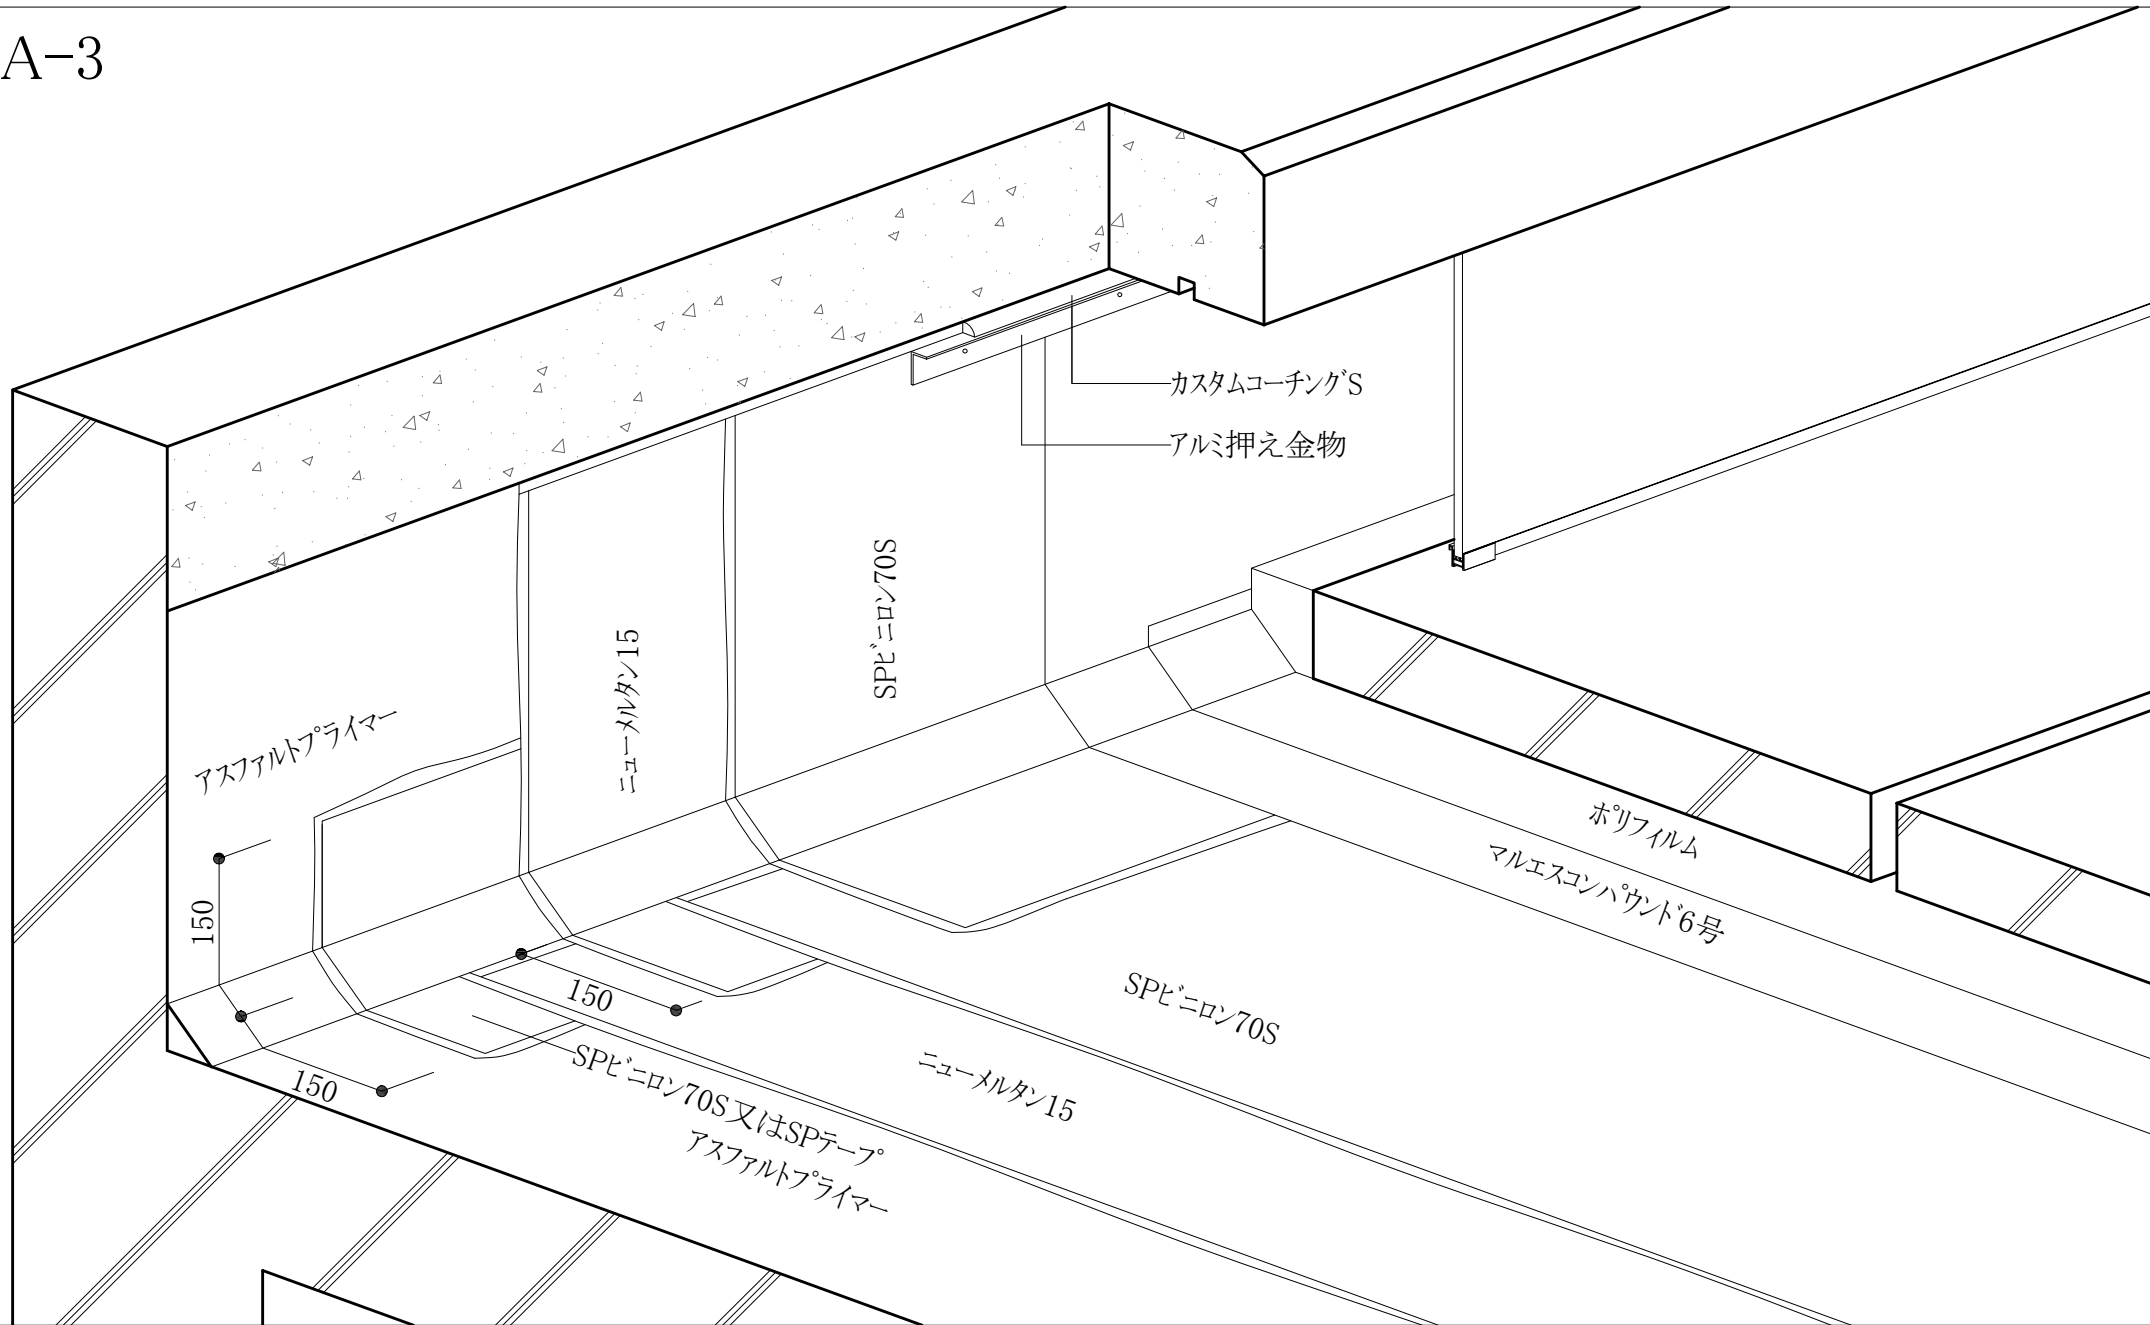 A-3
カスタムコーチングS
アルミ押え金物
SPビニロン70S
ニューメルタン15
アスファルトプライマー
150
150
150
ポリフィルム
マルエスコンパウンド6号
SPビニロン70S
ニューメルタン15
SPビニロン70S又はSPテープ
アスファルトプライマー